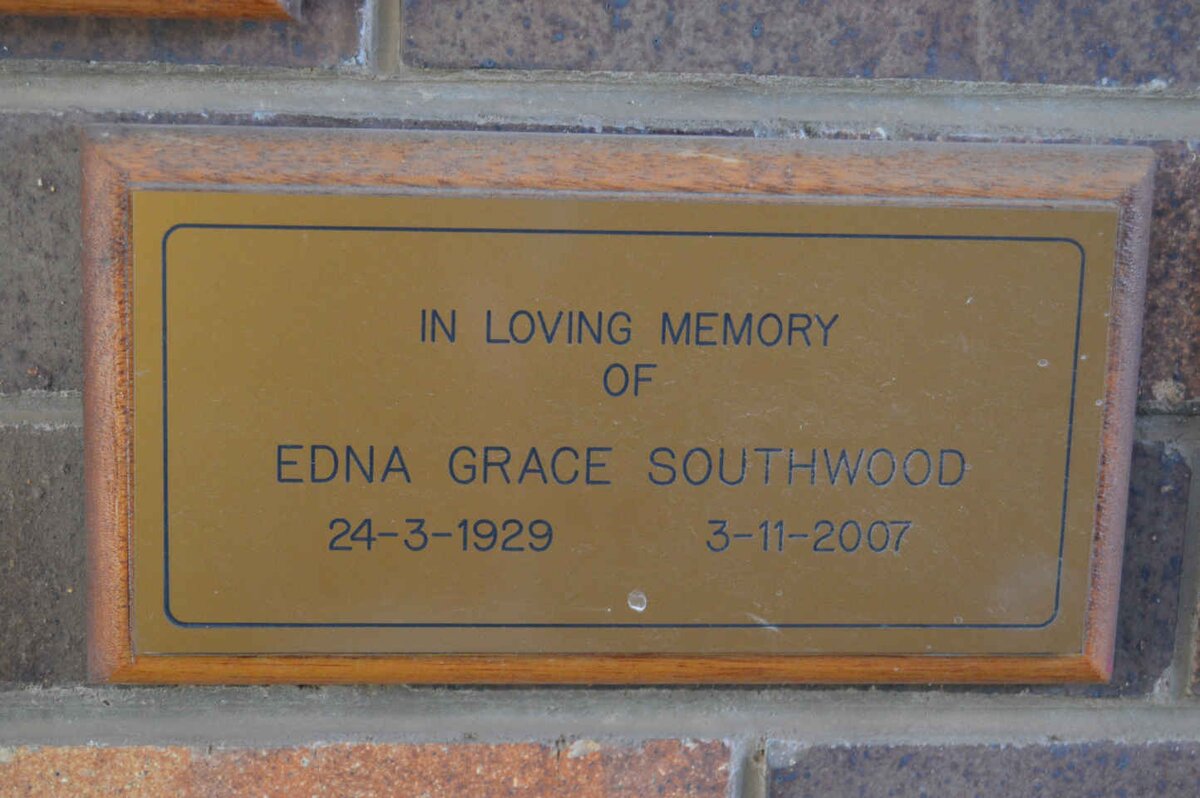 IN LOVING MEMORY
OF
EDNA GRACE SOUTHWOOD
24-3-1929 3-11-2007